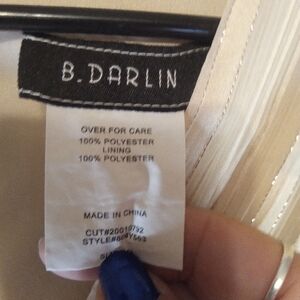 B. DARLIN
OVER FOR CARE
100% POLYESTER
LINING
100% POLYESTER
MADE IN CHINA